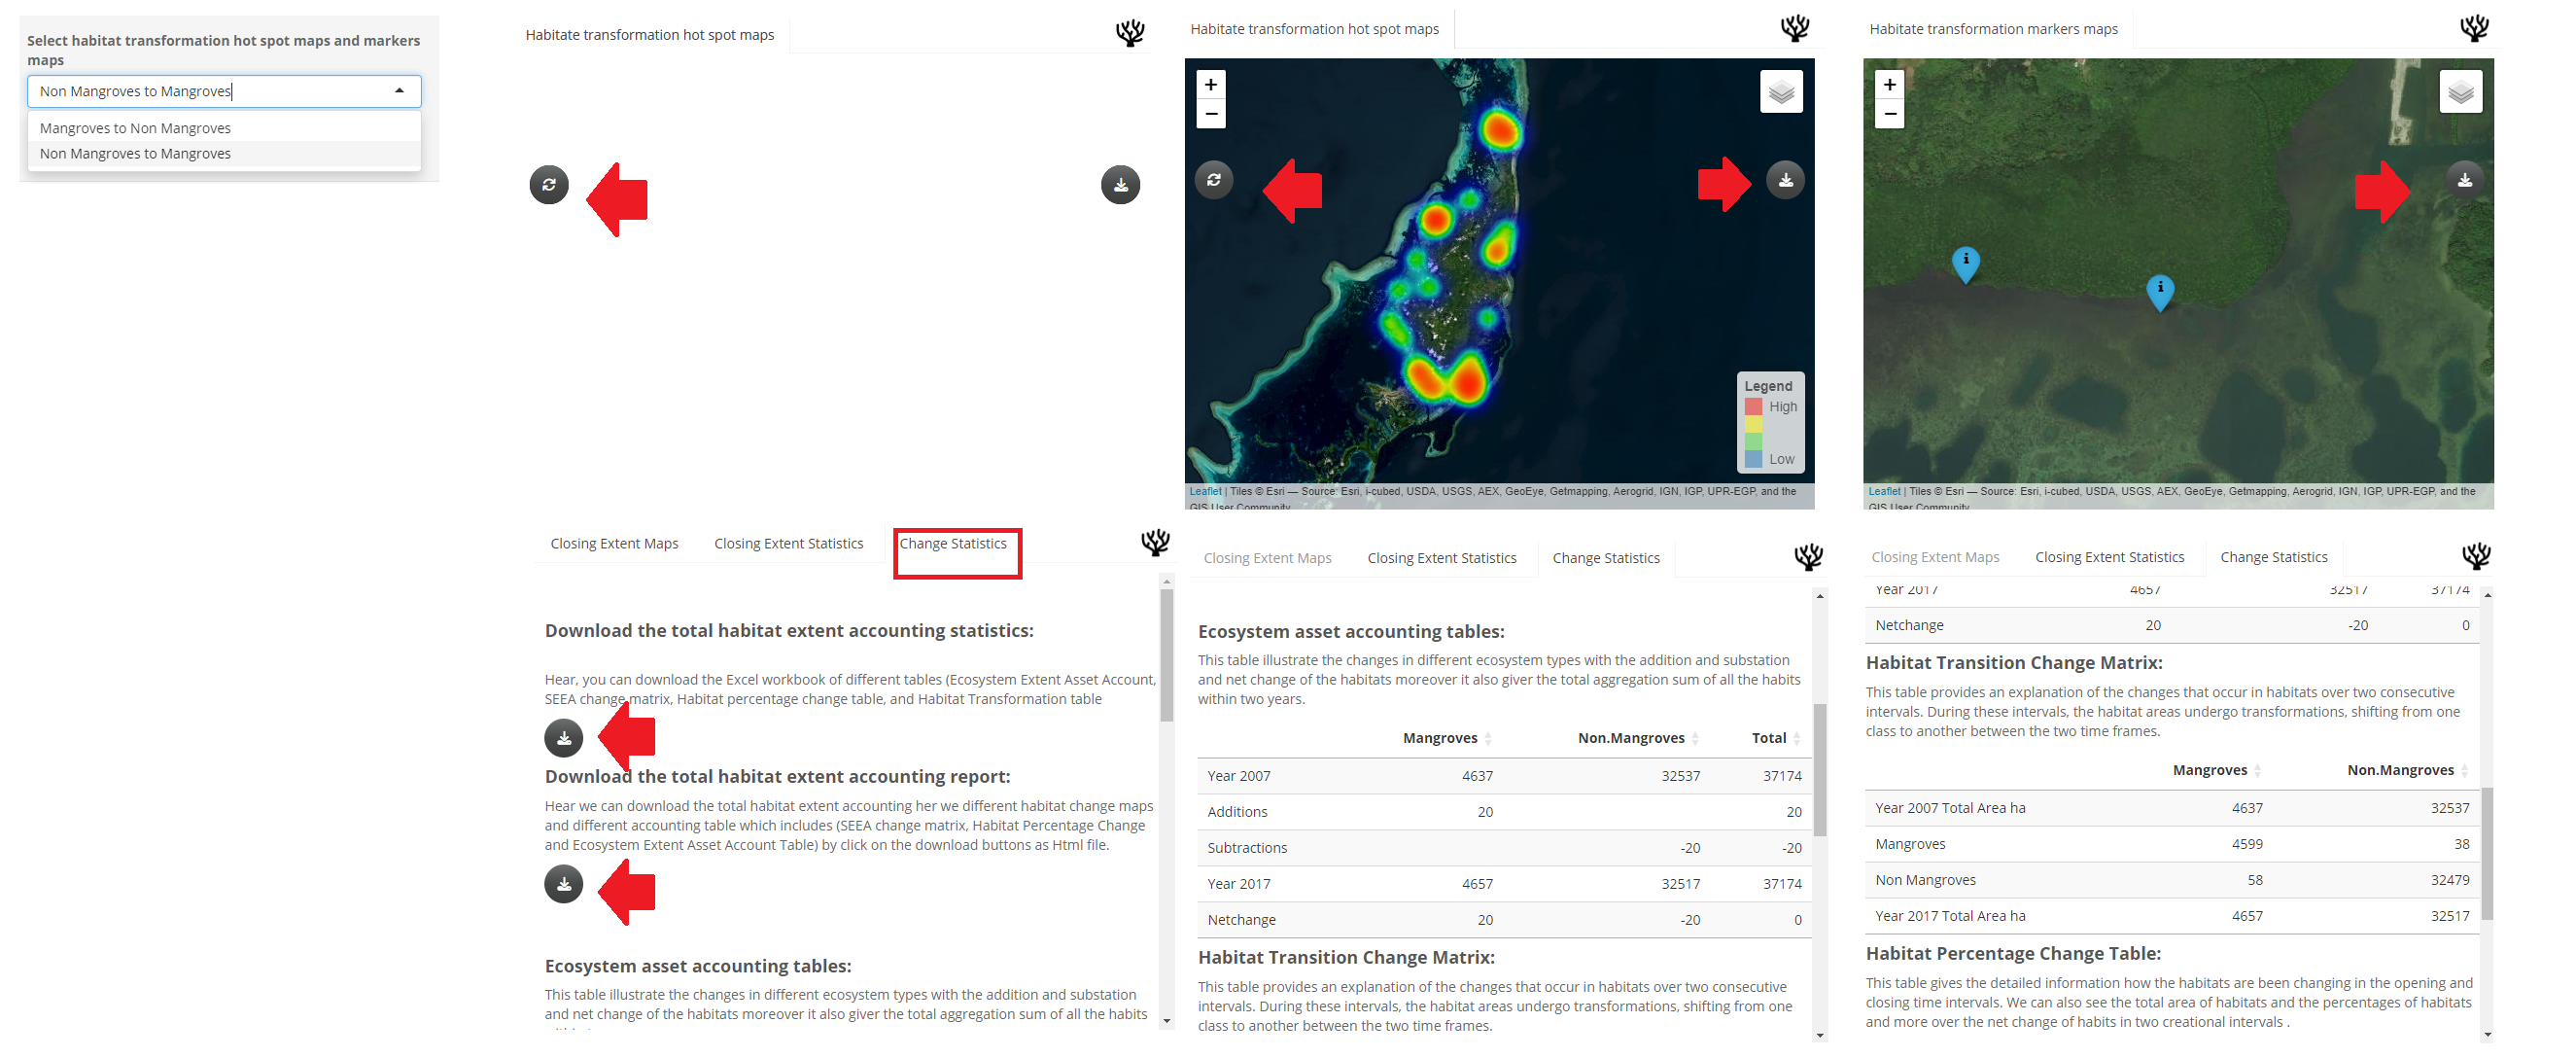 Select habitat transformation hot spot maps and markers
maps
Non Mangroves to Mangroves
Mangroves to Non Mangroves
Non Mangroves to Mangroves
Habitate transformation hot spot maps
Habitate transformation hot spot maps
+
−
Legend
High
Low
Leaflet | Tiles © Esri — Source: Esri, i-cubed, USDA, USGS, AEX, GeoEye, Getmapping, Aerogrid, IGN, IGP, UPR-EGP, and the
GIS User Community
Habitate transformation markers maps
+
−
i
i
Leaflet | Tiles © Esri — Source: Esri, i-cubed, USDA, USGS, AEX, GeoEye, Getmapping, Aerogrid, IGN, IGP, UPR-EGP, and the
GIS User Community
Closing Extent Maps Closing Extent Statistics Change Statistics
Download the total habitat extent accounting statistics:
Hear, you can download the Excel workbook of different tables (Ecosystem Extent Asset Account,
SEEA change matrix, Habitat percentage change table, and Habitat Transformation table
Download the total habitat extent accounting report:
Hear we can download the total habitat extent accounting her we different habitat change maps
and different accounting table which includes (SEEA change matrix, Habitat Percentage Change
and Ecosystem Extent Asset Account Table) by click on the download buttons as Html file.
Ecosystem asset accounting tables:
This table illustrate the changes in different ecosystem types with the addition and substation
and net change of the habitats moreover it also giver the total aggregation sum of all the habits
Closing Extent Maps Closing Extent Statistics Change Statistics
Ecosystem asset accounting tables:
This table illustrate the changes in different ecosystem types with the addition and substation
and net change of the habitats moreover it also giver the total aggregation sum of all the habits
within two years.
Mangroves Non.Mangroves Total
Year 2007 4637 32537 37174
Additions 20 20
Subtractions -20 -20
Year 2017 4657 32517 37174
Netchange 20 -20 0
Habitat Transition Change Matrix:
This table provides an explanation of the changes that occur in habitats over two consecutive
intervals. During these intervals, the habitat areas undergo transformations, shifting from one
class to another between the two time frames.
Closing Extent Maps Closing Extent Statistics Change Statistics
Year 2017 4657 32517 37174
Netchange 20 -20 0
Habitat Transition Change Matrix:
This table provides an explanation of the changes that occur in habitats over two consecutive
intervals. During these intervals, the habitat areas undergo transformations, shifting from one
class to another between the two time frames.
Mangroves Non.Mangroves
Year 2007 Total Area ha 4637 32537
Mangroves 4599 38
Non Mangroves 58 32479
Year 2017 Total Area ha 4657 32517
Habitat Percentage Change Table:
This table gives the detailed information how the habitats are been changing in the opening and
closing time intervals. We can also see the total area of habitats and the percentages of habitats
and more over the net change of habits in two creational intervals .